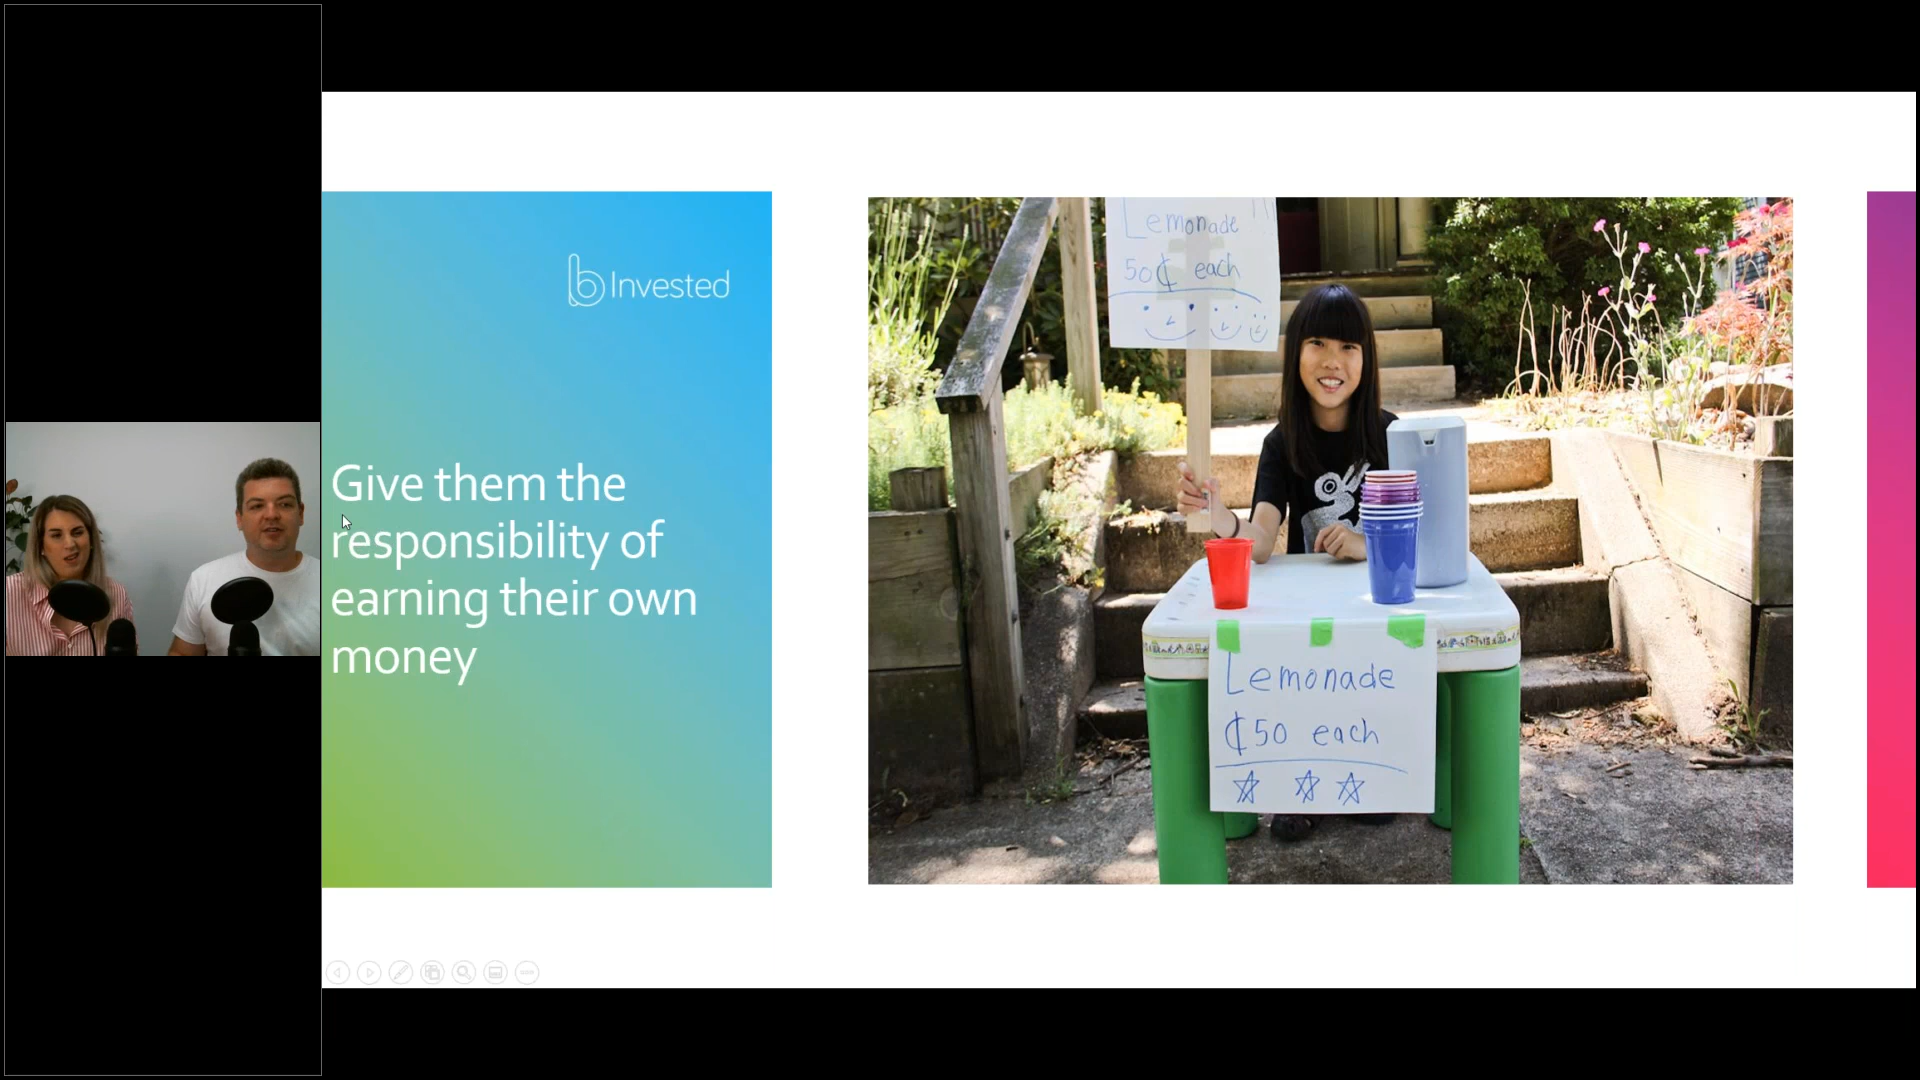 b Invested
Give them the
responsibility of
earning their own
money
Lemonade !!
50¢ each
Lemonade
¢50 each